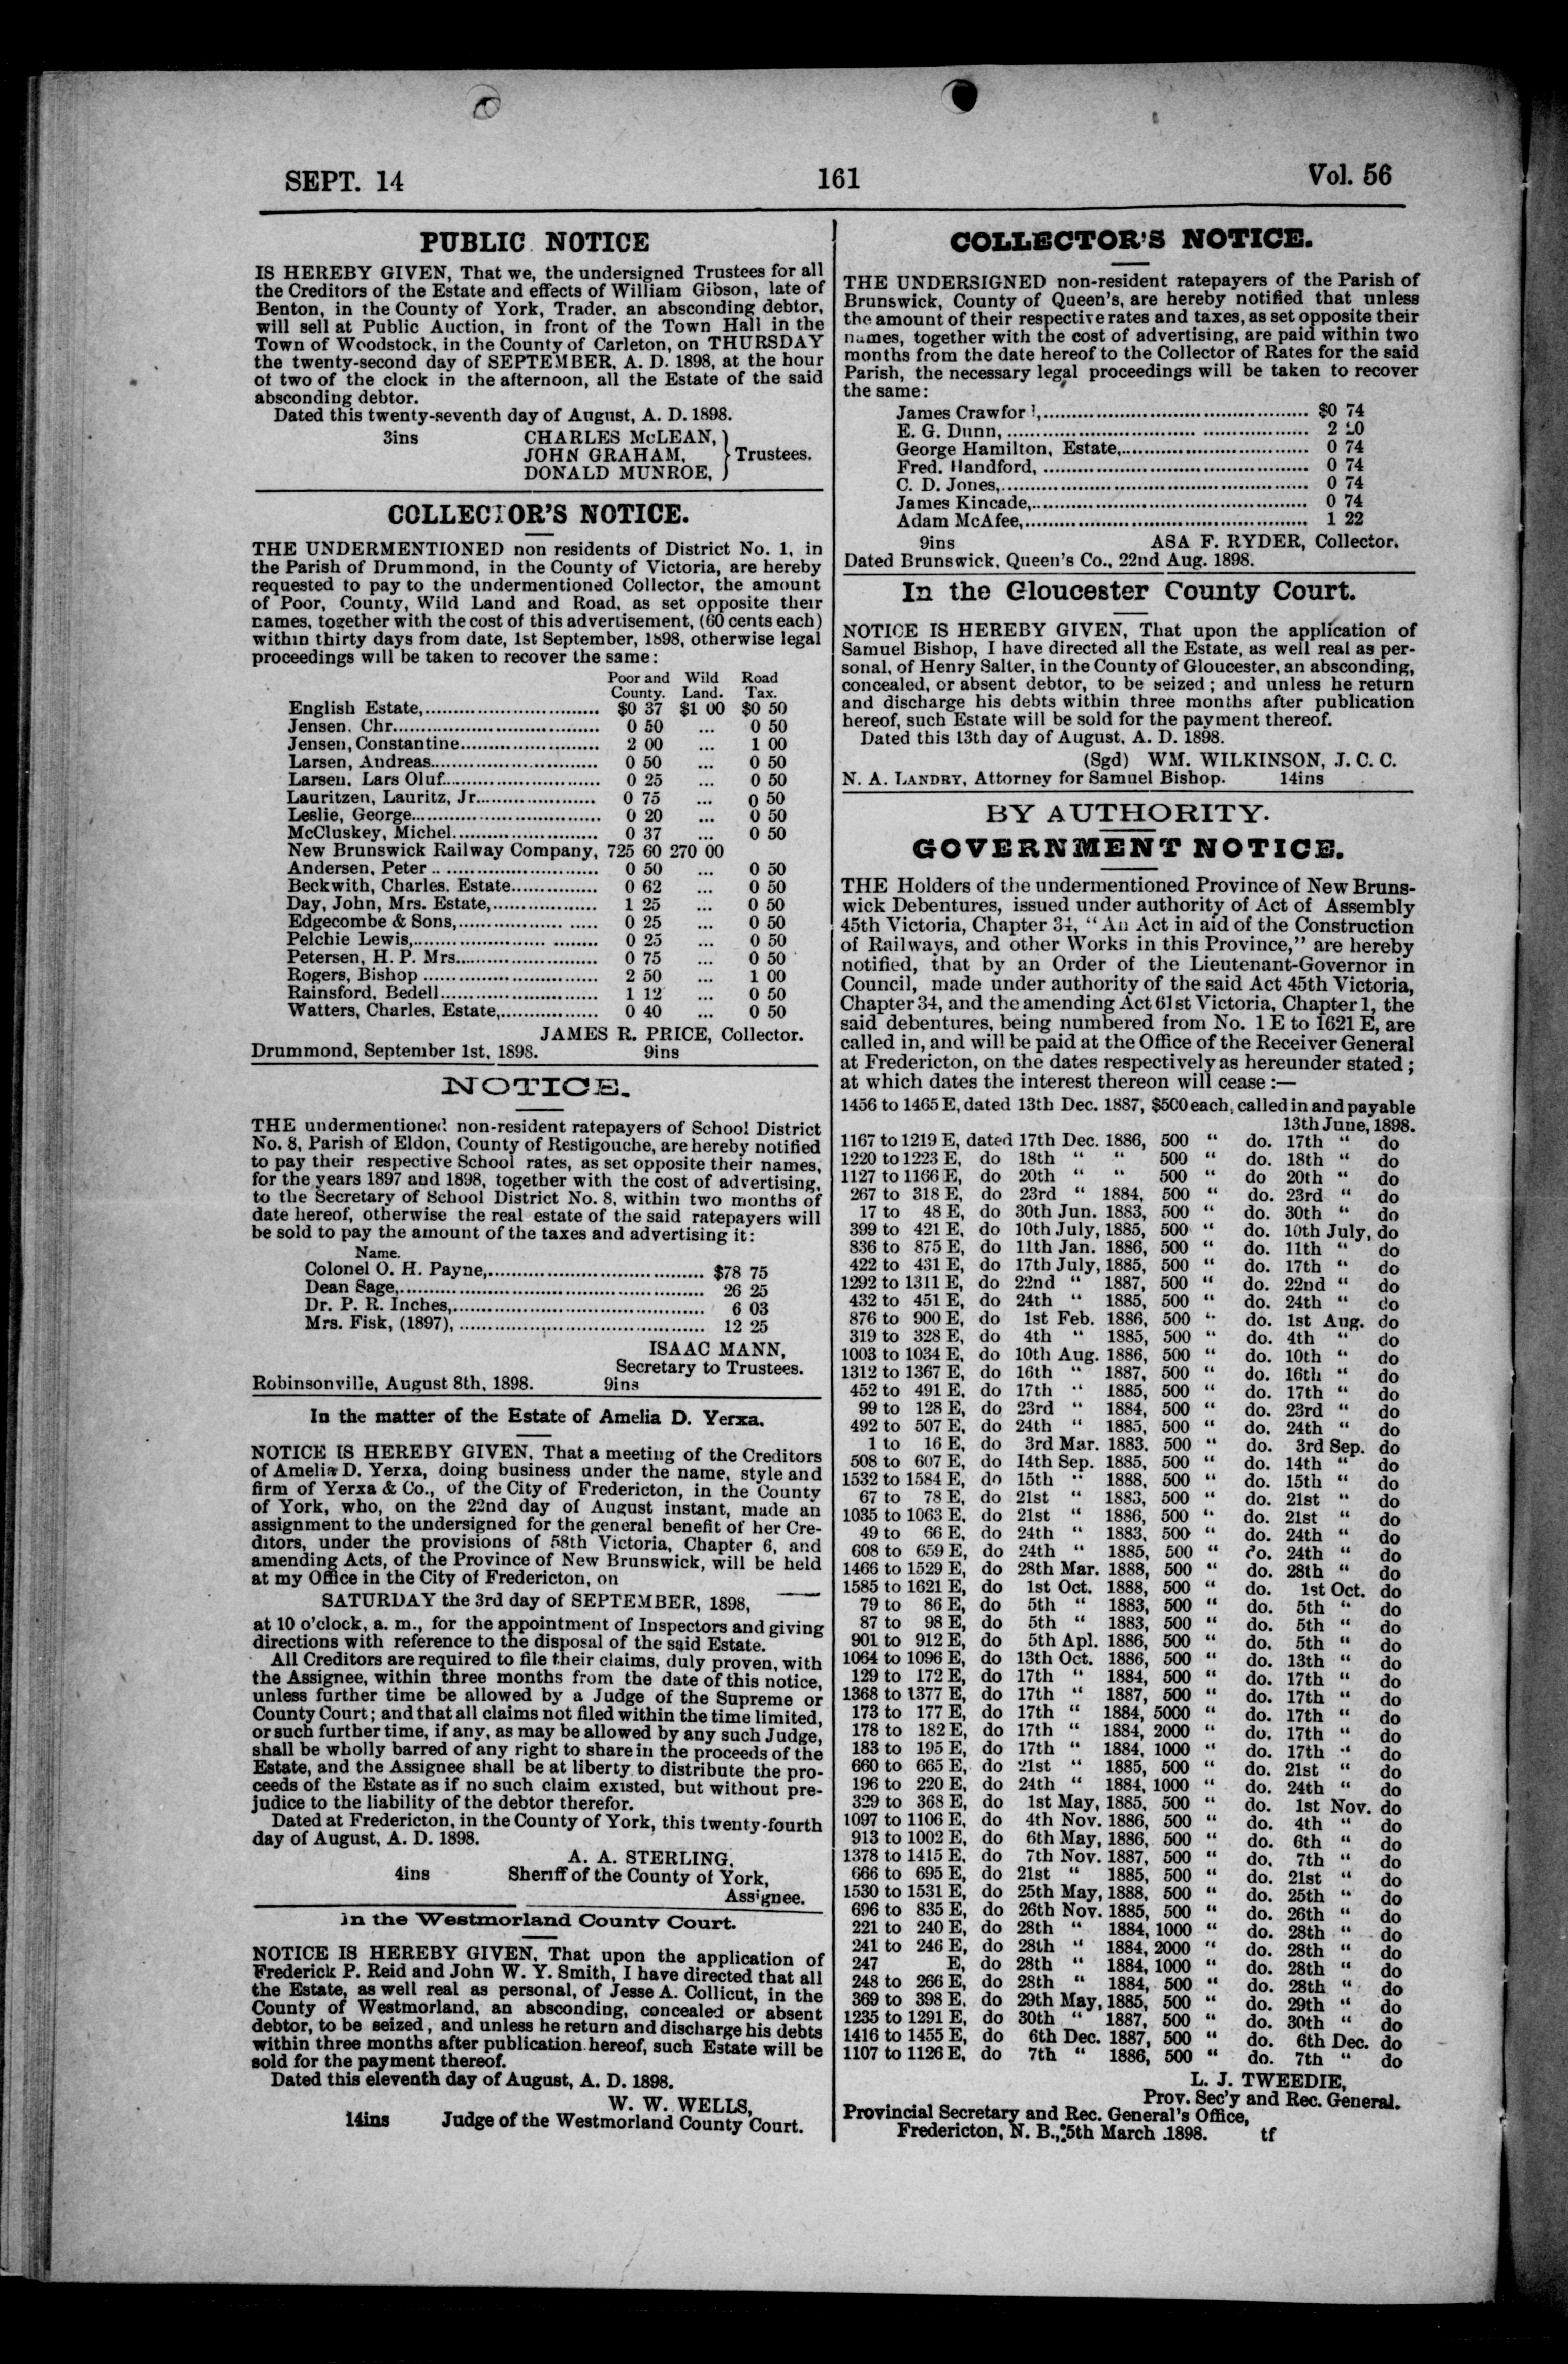 SEPT. 14 161 Vol. 56
PUBLIC NOTICE
IS HEREBY GIVEN, That we, the undersigned Trustees for all
the Creditors of the Estate and effects of William Gibson, late of
Benton, in the County of York, Trader, an absconding debtor,
will sell at Public Auction, in front of the Town Hall in the
Town of Woodstock, in the County of Carleton, on THURSDAY
the twenty-second day of SEPTEMBER, A. D. 1898, at the hour
of two of the clock in the afternoon, all the Estate of the said
absconding debtor.
Dated this twenty-seventh day of August, A. D. 1898.
3ins CHARLES McLEAN,
JOHN GRAHAM, } Trustees.
DONALD MUNROE,
COLLECTOR'S NOTICE.
THE UNDERMENTIONED non residents of District No. 1, in
the Parish of Drummond, in the County of Victoria, are hereby
requested to pay to the undermentioned Collector, the amount
of Poor, County, Wild Land and Road, as set opposite their
names, together with the cost of this advertisement, (60 cents each)
within thirty days from date, 1st September, 1898, otherwise legal
proceedings will be taken to recover the same:
Poor and Wild Road
County. Land. Tax.
English Estate,.............................. $0 37 $1 00 $0 50
Jensen, Chr................................... 0 50 ... 0 50
Jensen, Constantine........................ 2 00 ... 1 00
Larsen, Andreas............................. 0 50 ... 0 50
Larsen, Lars Oluf........................... 0 25 ... 0 50
Lauritzen, Lauritz, Jr..................... 0 75 ... 0 50
Leslie, George................................ 0 20 ... 0 50
McCluskey, Michel......................... 0 37 ... 0 50
New Brunswick Railway Company, 725 60 270 00
Andersen, Peter ............................ 0 50 ... 0 50
Beckwith, Charles. Estate............... 0 62 ... 0 50
Day, John, Mrs. Estate,.................. 1 25 ... 0 50
Edgecombe & Sons,........................ 0 25 ... 0 50
Pelchie Lewis,............................... 0 25 ... 0 50
Petersen, H. P. Mrs........................ 0 75 ... 0 50
Rogers, Bishop .............................. 2 50 ... 1 00
Rainsford, Bedell........................... 1 12 ... 0 50
Watters, Charles, Estate,................. 0 40 ... 0 50
JAMES R. PRICE, Collector.
Drummond, September 1st, 1898. 9ins
NOTICE.
THE undermentioned non-resident ratepayers of School District
No. 8, Parish of Eldon, County of Restigouche, are hereby notified
to pay their respective School rates, as set opposite their names,
for the years 1897 and 1898, together with the cost of advertising,
to the Secretary of School District No. 8, within two months of
date hereof, otherwise the real estate of the said ratepayers will
be sold to pay the amount of the taxes and advertising it:
Name.
Colonel O. H. Payne,..................................... $78 75
Dean Sage,.................................................... 26 25
Dr. P. R. Inches,........................................... 6 03
Mrs. Fisk, (1897), ......................................... 12 25
ISAAC MANN,
Secretary to Trustees.
Robinsonville, August 8th, 1898. 9ins
In the matter of the Estate of Amelia D. Yerxa.
NOTICE IS HEREBY GIVEN, That a meeting of the Creditors
of Amelia D. Yerxa, doing business under the name, style and
firm of Yerxa & Co., of the City of Fredericton, in the County
of York, who, on the 22nd day of August instant, made an
assignment to the undersigned for the general benefit of her Cre-
ditors, under the provisions of 58th Victoria, Chapter 6, and
amending Acts, of the Province of New Brunswick, will be held
at my Office in the City of Fredericton, on
SATURDAY the 3rd day of SEPTEMBER, 1898,
at 10 o'clock, a. m., for the appointment of Inspectors and giving
directions with reference to the disposal of the said Estate.
All Creditors are required to file their claims, duly proven, with
the Assignee, within three months from the date of this notice,
unless further time be allowed by a Judge of the Supreme or
County Court; and that all claims not filed within the time limited,
or such further time, if any, as may be allowed by any such Judge,
shall be wholly barred of any right to share in the proceeds of the
Estate, and the Assignee shall be at liberty to distribute the pro-
ceeds of the Estate as if no such claim existed, but without pre-
judice to the liability of the debtor therefor.
Dated at Fredericton, in the County of York, this twenty-fourth
day of August, A. D. 1898.
A. A. STERLING,
4ins Sheriff of the County of York,
Assignee.
In the Westmorland County Court.
NOTICE IS HEREBY GIVEN, That upon the application of
Frederick P. Reid and John W. Y. Smith, I have directed that all
the Estate, as well real as personal, of Jesse A. Collicut, in the
County of Westmorland, an absconding, concealed or absent
debtor, to be seized, and unless he return and discharge his debts
within three months after publication hereof, such Estate will be
sold for the payment thereof.
Dated this eleventh day of August, A. D. 1898.
W. W. WELLS,
14ins Judge of the Westmorland County Court.
COLLECTOR'S NOTICE.
THE UNDERSIGNED non-resident ratepayers of the Parish of
Brunswick, County of Queen's, are hereby notified that unless
the amount of their respective rates and taxes, as set opposite their
names, together with the cost of advertising, are paid within two
months from the date hereof to the Collector of Rates for the said
Parish, the necessary legal proceedings will be taken to recover
the same:
James Crawford,.............................................. $0 74
E. G. Dunn, .................................................. 2
George Hamilton, Estate,................................ 0 74
Fred. Handford, ............................................. 0 74
C. D. Jones,.................................................... 0 74
James Kincade,............................................... 0 74
Adam McAfee,................................................ 1 22
9ins ASA F. RYDER, Collector.
Dated Brunswick, Queen's Co., 22nd Aug. 1898.
In the Gloucester County Court.
NOTICE IS HEREBY GIVEN, That upon the application of
Samuel Bishop, I have directed all the Estate, as well real as per-
sonal, of Henry Salter, in the County of Gloucester, an absconding,
concealed, or absent debtor, to be seized; and unless he return
and discharge his debts within three months after publication
hereof, such Estate will be sold for the payment thereof.
Dated this 13th day of August, A. D. 1898.
(Sgd) WM. WILKINSON, J. C. C.
N. A. LANDRY, Attorney for Samuel Bishop. 14ins
BY AUTHORITY.
GOVERNMENT NOTICE.
THE Holders of the undermentioned Province of New Bruns-
wick Debentures, issued under authority of Act of Assembly
45th Victoria, Chapter 34, "An Act in aid of the Construction
of Railways, and other Works in this Province," are hereby
notified, that by an Order of the Lieutenant-Governor in
Council, made under authority of the said Act 45th Victoria,
Chapter 34, and the amending Act 61st Victoria, Chapter 1, the
said debentures, being numbered from No. 1 E to 1621 E, are
called in, and will be paid at the Office of the Receiver General
at Fredericton, on the dates respectively as hereunder stated;
at which dates the interest thereon will cease:—
1456 to 1465 E, dated 13th Dec. 1887, $500 each, called in and payable
13th June, 1898.
1167 to 1219 E, dated 17th Dec. 1886, 500 " do. 17th " do
1220 to 1223 E, do 18th " " 500 " do. 18th " do
1127 to 1166 E, do 20th " " 500 " do 20th " do
267 to 318 E, do 23rd " 1884, 500 " do. 23rd " do
17 to 48 E, do 30th Jun. 1883, 500 " do. 30th " do
399 to 421 E, do 10th July, 1885, 500 " do. 10th July, do
836 to 875 E, do 11th Jan. 1886, 500 " do. 11th " do
422 to 431 E, do 17th July, 1885, 500 " do. 17th " do
1292 to 1311 E, do 22nd " 1887, 500 " do. 22nd " do
432 to 451 E, do 24th " 1885, 500 " do. 24th " do
876 to 900 E, do 1st Feb. 1886, 500 " do. 1st Aug. do
319 to 328 E, do 4th " 1885, 500 " do. 4th " do
1003 to 1034 E, do 10th Aug. 1886, 500 " do. 10th " do
1312 to 1367 E, do 16th " 1887, 500 " do. 16th " do
452 to 491 E, do 17th " 1885, 500 " do. 17th " do
99 to 128 E, do 23rd " 1884, 500 " do. 23rd " do
492 to 507 E, do 24th " 1885, 500 " do. 24th " do
1 to 16 E, do 3rd Mar. 1883. 500 " do. 3rd Sep. do
508 to 607 E, do 14th Sep. 1885, 500 " do. 14th " do
1532 to 1584 E, do 15th " 1888, 500 " do. 15th " do
67 to 78 E, do 21st " 1883, 500 " do. 21st " do
1035 to 1063 E, do 21st " 1886, 500 " do. 21st " do
49 to 66 E, do 24th " 1883, 500 " do. 24th " do
608 to 659 E, do 24th " 1885, 500 " do. 24th " do
1466 to 1529 E, do 28th Mar. 1888, 500 " do. 28th " do
1585 to 1621 E, do 1st Oct. 1888, 500 " do. 1st Oct. do
79 to 86 E, do 5th " 1883, 500 " do. 5th " do
87 to 98 E, do 5th " 1883, 500 " do. 5th " do
901 to 912 E, do 5th Apl. 1886, 500 " do. 5th " do
1064 to 1096 E, do 13th Oct. 1886, 500 " do. 13th " do
129 to 172 E, do 17th " 1884, 500 " do. 17th " do
1368 to 1377 E, do 17th " 1887, 500 " do. 17th " do
173 to 177 E, do 17th " 1884, 5000 " do. 17th " do
178 to 182 E, do 17th " 1884, 2000 " do. 17th " do
183 to 195 E, do 17th " 1884, 1000 " do. 17th " do
660 to 665 E, do 21st " 1885, 500 " do. 21st " do
196 to 220 E, do 24th " 1884, 1000 " do. 24th " do
329 to 368 E, do 1st May, 1885, 500 " do. 1st Nov. do
1097 to 1106 E, do 4th Nov. 1886, 500 " do. 4th " do
913 to 1002 E, do 6th May, 1886, 500 " do. 6th " do
1378 to 1415 E, do 7th Nov. 1887, 500 " do. 7th " do
666 to 695 E, do 21st " 1885, 500 " do. 21st " do
1530 to 1531 E, do 25th May, 1888, 500 " do. 25th " do
696 to 835 E, do 26th Nov. 1885, 500 " do. 26th " do
221 to 240 E, do 28th " 1884, 1000 " do. 28th " do
241 to 246 E, do 28th " 1884, 2000 " do. 28th " do
247 E, do 28th " 1884, 1000 " do. 28th " do
248 to 266 E, do 28th " 1884, 500 " do. 28th " do
369 to 398 E, do 29th May, 1885, 500 " do. 29th " do
1235 to 1291 E, do 30th " 1887, 500 " do. 30th " do
1416 to 1455 E, do 6th Dec. 1887, 500 " do. 6th Dec. do
1107 to 1126 E, do 7th " 1886, 500 " do. 7th " do
L. J. TWEEDIE,
Prov. Sec'y and Rec. General.
Provincial Secretary and Rec. General's Office,
Fredericton, N. B., 5th March 1898. tf